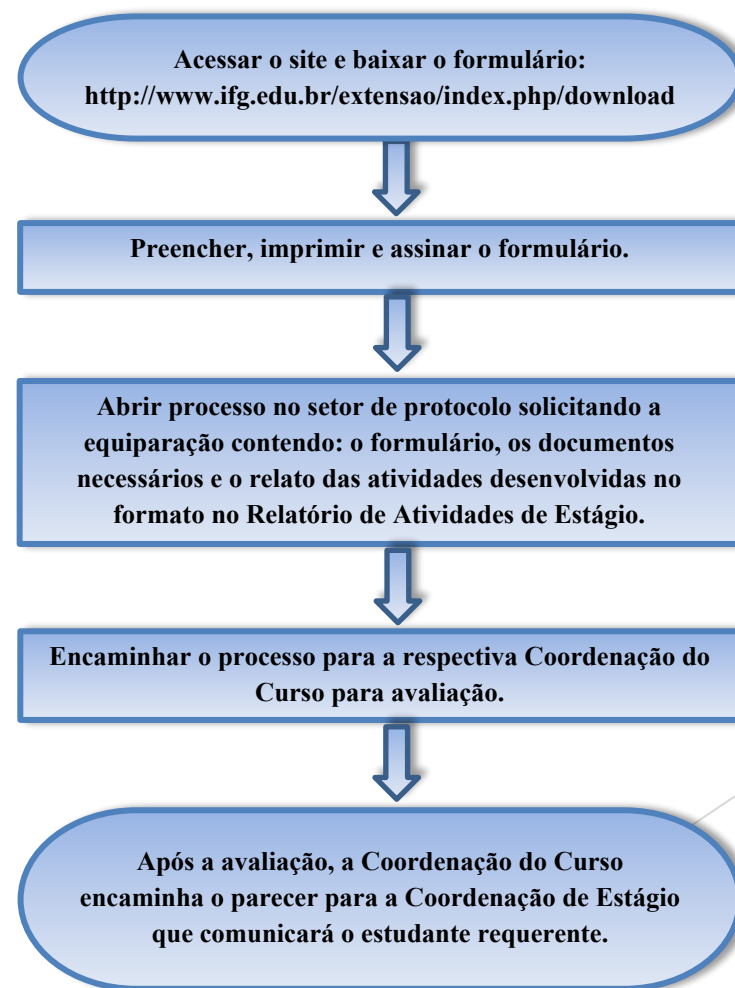 Acessar o site e baixar o formulário:
http://www.ifg.edu.br/extensao/index.php/download
Preencher, imprimir e assinar o formulário.
Abrir processo no setor de protocolo solicitando a
equiparação contendo: o formulário, os documentos
necessários e o relato das atividades desenvolvidas no
formato no Relatório de Atividades de Estágio.
Encaminhar o processo para a respectiva Coordenação do
Curso para avaliação.
Após a avaliação, a Coordenação do Curso
encaminha o parecer para a Coordenação de Estágio
que comunicará o estudante requerente.